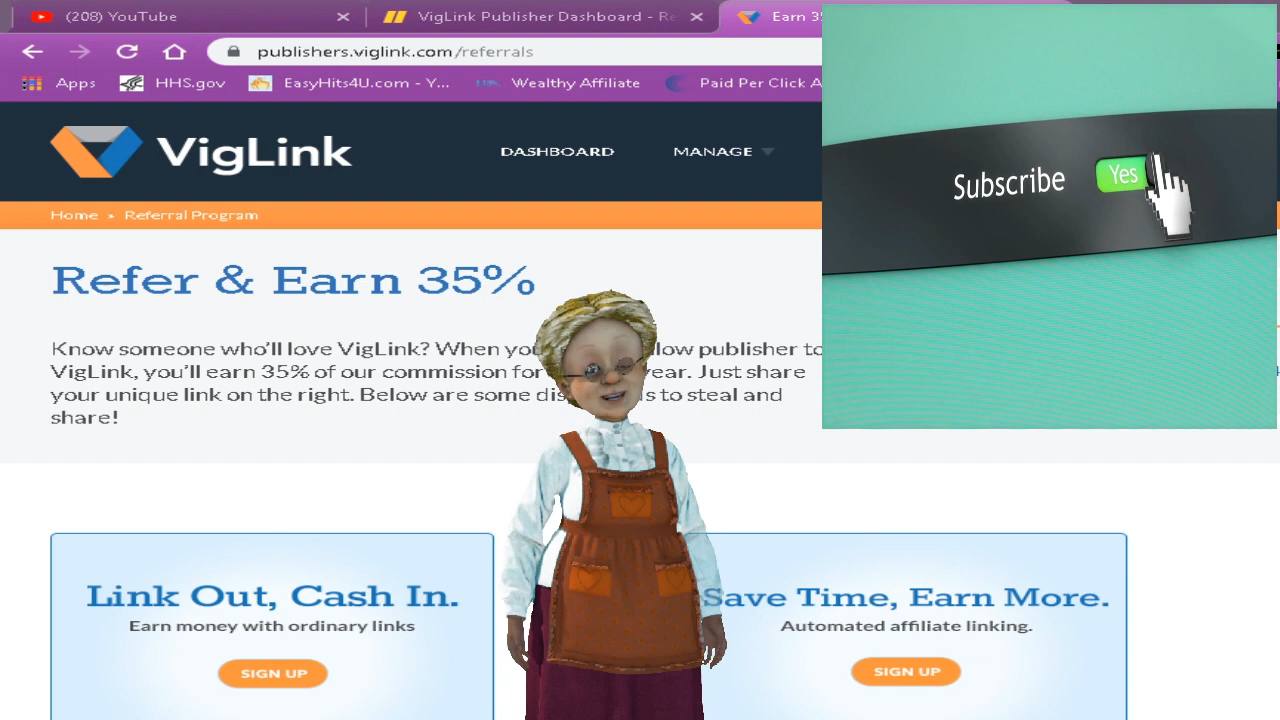 (208) YouTube
VigLink Publisher Dashboard - Re
Earn 35
publishers.viglink.com/referrals
Apps
HHS.gov
EasyHits4U.com - Y...
Wealthy Affiliate
Paid Per Click A
VigLink
DASHBOARD
MANAGE
Subscribe Yes
Home » Referral Program
Refer & Earn 35%
Know someone who'll love VigLink? When you low publisher to
VigLink, you'll earn 35% of our commission for year. Just share
your unique link on the right. Below are some s to steal and
share!
Link Out, Cash In.
Earn money with ordinary links
SIGN UP
Save Time, Earn More.
Automated affiliate linking.
SIGN UP